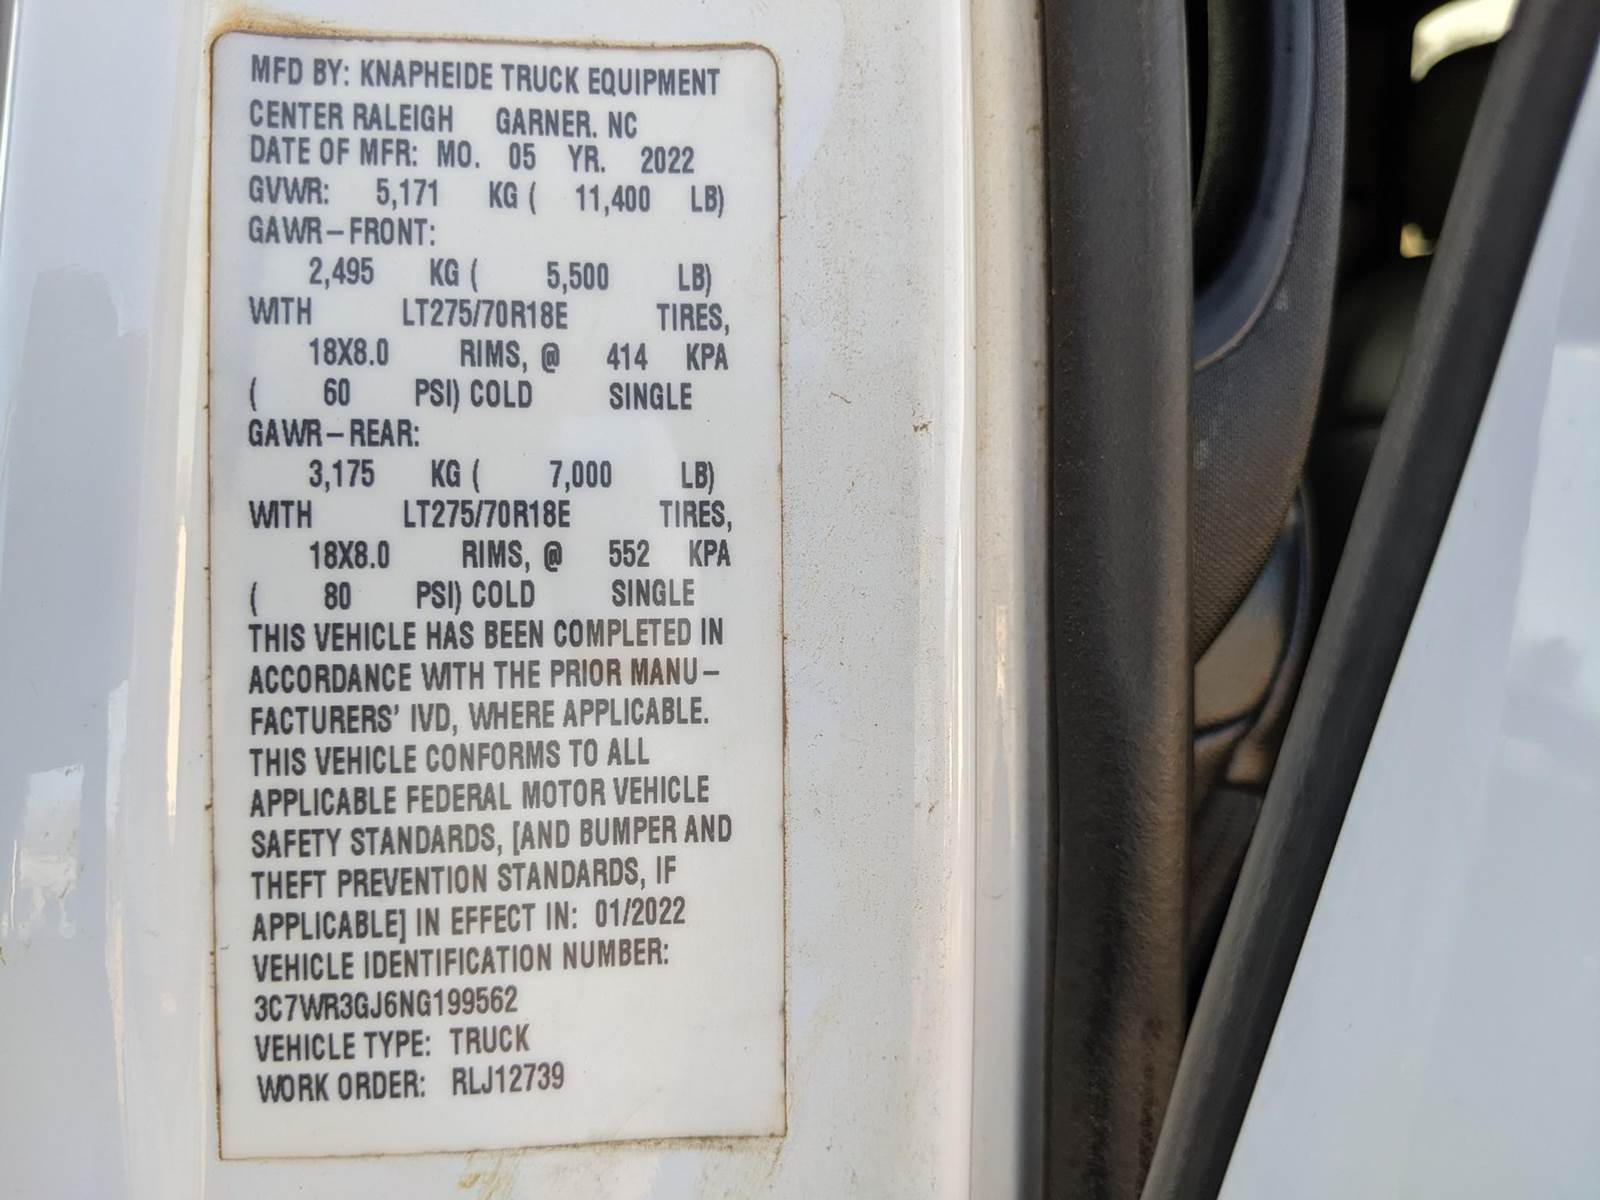 MFD BY: KNAPHEIDE TRUCK EQUIPMENT
CENTER RALEIGH GARNER, NC
DATE OF MFR: MO. 05 YR. 2022
GVWR: 5,171 KG ( 11,400 LB)
GAWR-FRONT:
2,495 KG ( 5,500 LB)
WITH LT275/70R18E TIRES,
18X8.0 RIMS, @ 414 KPA
( 60 PSI) COLD SINGLE
GAWR-REAR:
3,175 KG ( 7,000 LB)
WITH LT275/70R18E TIRES,
18X8.0 RIMS, @ 552 KPA
( 80 PSI) COLD SINGLE
THIS VEHICLE HAS BEEN COMPLETED IN
ACCORDANCE WITH THE PRIOR MANU-
FACTURERS' IVD, WHERE APPLICABLE.
THIS VEHICLE CONFORMS TO ALL
APPLICABLE FEDERAL MOTOR VEHICLE
SAFETY STANDARDS, [AND BUMPER AND
THEFT PREVENTION STANDARDS, IF
APPLICABLE] IN EFFECT IN: 01/2022
VEHICLE IDENTIFICATION NUMBER:
3C7WR3GJ6NG199562
VEHICLE TYPE: TRUCK
WORK ORDER: RLJ12739